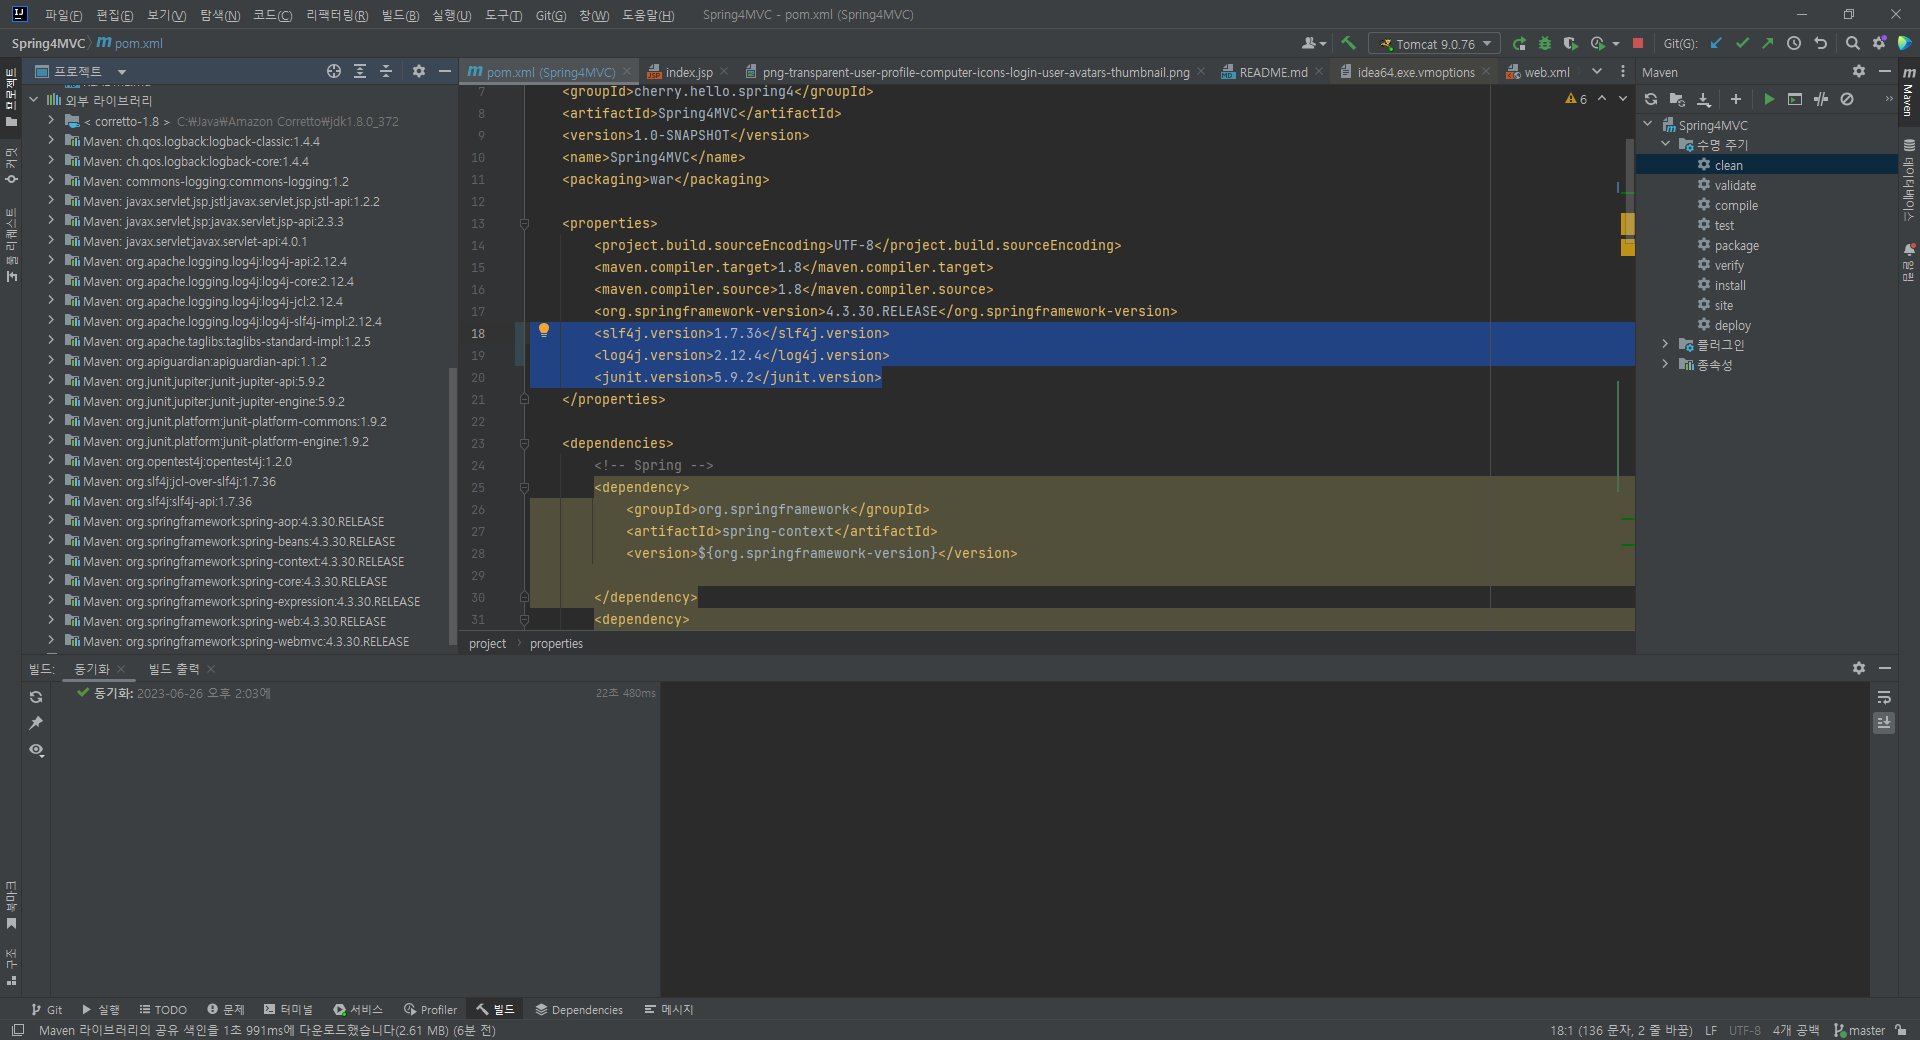 파일(F) 편집(E) 보기(V) 탐색(N) 코드(C) 리팩터링(R) 빌드(B) 실행(U) 도구(T) Git(G) 창(W) 도움말(H) Spring4MVC - pom.xml (Spring4MVC)
Spring4MVC pom.xml
Tomcat 9.0.76
Git(G):
프로젝트
외부 라이브러리
< corretto-1.8 > C:₩Java₩Amazon Corretto₩jdk1.8.0_372
Maven: ch.qos.logback:logback-classic:1.4.4
Maven: ch.qos.logback:logback-core:1.4.4
Maven: commons-logging:commons-logging:1.2
Maven: javax.servlet.jsp.jstl:javax.servlet.jsp.jstl-api:1.2.2
Maven: javax.servlet.jsp:javax.servlet.jsp-api:2.3.3
Maven: javax.servlet:javax.servlet-api:4.0.1
Maven: org.apache.logging.log4j:log4j-api:2.12.4
Maven: org.apache.logging.log4j:log4j-core:2.12.4
Maven: org.apache.logging.log4j:log4j-jcl:2.12.4
Maven: org.apache.logging.log4j:log4j-slf4j-impl:2.12.4
Maven: org.apache.taglibs:taglibs-standard-impl:1.2.5
Maven: org.apiguardian:apiguardian-api:1.1.2
Maven: org.junit.jupiter:junit-jupiter-api:5.9.2
Maven: org.junit.jupiter:junit-jupiter-engine:5.9.2
Maven: org.junit.platform:junit-platform-commons:1.9.2
Maven: org.junit.platform:junit-platform-engine:1.9.2
Maven: org.opentest4j:opentest4j:1.2.0
Maven: org.slf4j:jcl-over-slf4j:1.7.36
Maven: org.slf4j:slf4j-api:1.7.36
Maven: org.springframework:spring-aop:4.3.30.RELEASE
Maven: org.springframework:spring-beans:4.3.30.RELEASE
Maven: org.springframework:spring-context:4.3.30.RELEASE
Maven: org.springframework:spring-core:4.3.30.RELEASE
Maven: org.springframework:spring-expression:4.3.30.RELEASE
Maven: org.springframework:spring-web:4.3.30.RELEASE
Maven: org.springframework:spring-webmvc:4.3.30.RELEASE
pom.xml (Spring4MVC) index.jsp png-transparent-user-profile-computer-icons-login-user-avatars-thumbnail.png README.md idea64.exe.vmoptions web.xml
6
7 <groupId>cherry.hello.spring4</groupId>
8 <artifactId>Spring4MVC</artifactId>
9 <version>1.0-SNAPSHOT</version>
10 <name>Spring4MVC</name>
11 <packaging>war</packaging>
12
13 <properties>
14 <project.build.sourceEncoding>UTF-8</project.build.sourceEncoding>
15 <maven.compiler.target>1.8</maven.compiler.target>
16 <maven.compiler.source>1.8</maven.compiler.source>
17 <org.springframework-version>4.3.30.RELEASE</org.springframework-version>
18 <slf4j.version>1.7.36</slf4j.version>
19 <log4j.version>2.12.4</log4j.version>
20 <junit.version>5.9.2</junit.version>
21 </properties>
22
23 <dependencies>
24 <!-- Spring -->
25 <dependency>
26 <groupId>org.springframework</groupId>
27 <artifactId>spring-context</artifactId>
28 <version>${org.springframework-version}</version>
29
30 </dependency>
31 <dependency>
project properties
Maven
Spring4MVC
수명 주기
clean
validate
compile
test
package
verify
install
site
deploy
플러그인
종속성
프로젝트
커밋
풀 리퀘스트
북마크
구조
Maven
데이터베이스
알림
빌드: 동기화 빌드 출력
동기화: 2023-06-26 오후 2:03에 22초 480ms
Git 실행 TODO 문제 터미널 서비스 Profiler 빌드 Dependencies 메시지
Maven 라이브러리의 공유 색인을 1초 991ms에 다운로드했습니다(2.61 MB) (6분 전)
18:1 (136 문자, 2 줄 바꿈) LF UTF-8 4개 공백 master